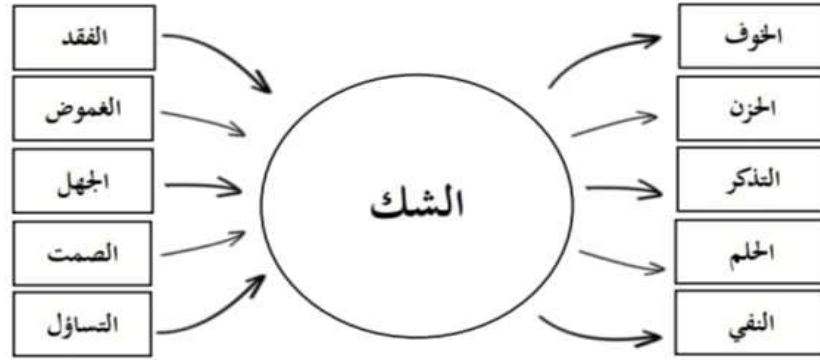 الخوف
الحزن
التذكر
الحلم
النفي
الشك
الفقد
الغموض
الجهل
الصمت
التساؤل